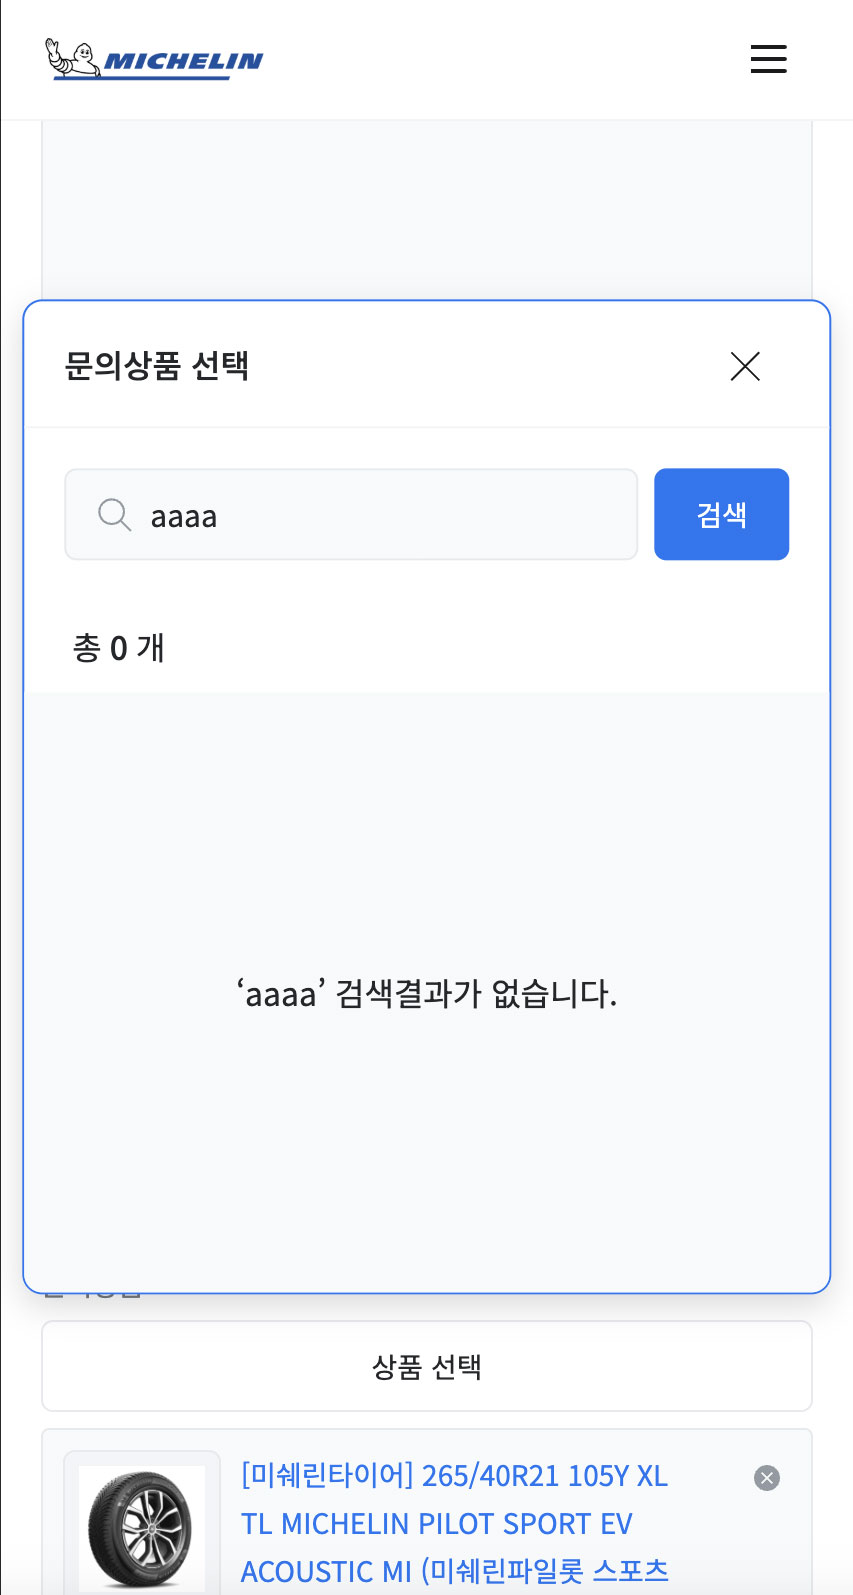 MICHELIN
문의상품 선택
aaaa
검색
총 0 개
‘aaaa’ 검색결과가 없습니다.
상품 선택
[미쉐린타이어] 265/40R21 105Y XL
TL MICHELIN PILOT SPORT EV
ACOUSTIC MI (미쉐린파일롯 스포츠